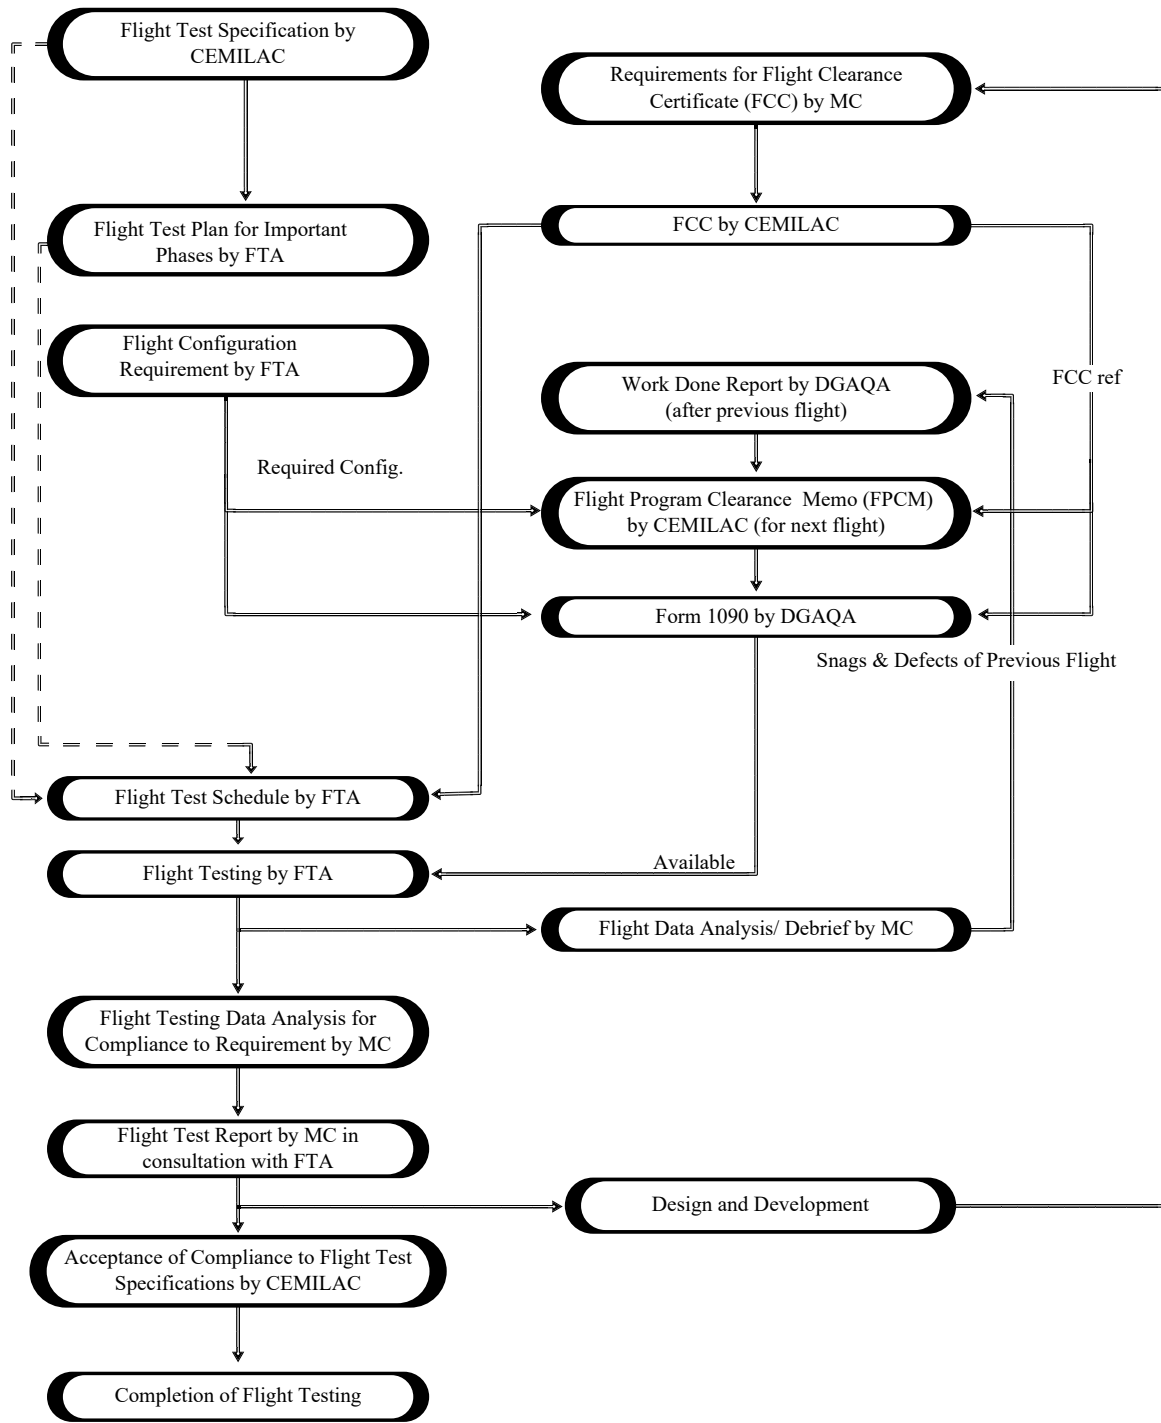 Flight Test Specification by
CEMILAC
Requirements for Flight Clearance
Certificate (FCC) by MC
Flight Test Plan for Important
Phases by FTA
FCC by CEMILAC
Flight Configuration
Requirement by FTA
Work Done Report by DGAQA
(after previous flight)
FCC ref
Required Config.
Flight Program Clearance  Memo (FPCM)
by CEMILAC (for next flight)
Form 1090 by DGAQA
Snags & Defects of Previous Flight
Flight Test Schedule by FTA
Flight Testing by FTA
Available
Flight Data Analysis/ Debrief by MC
Flight Testing Data Analysis for
Compliance to Requirement by MC
Flight Test Report by MC in
consultation with FTA
Design and Development
Acceptance of Compliance to Flight Test
Specifications by CEMILAC
Completion of Flight Testing